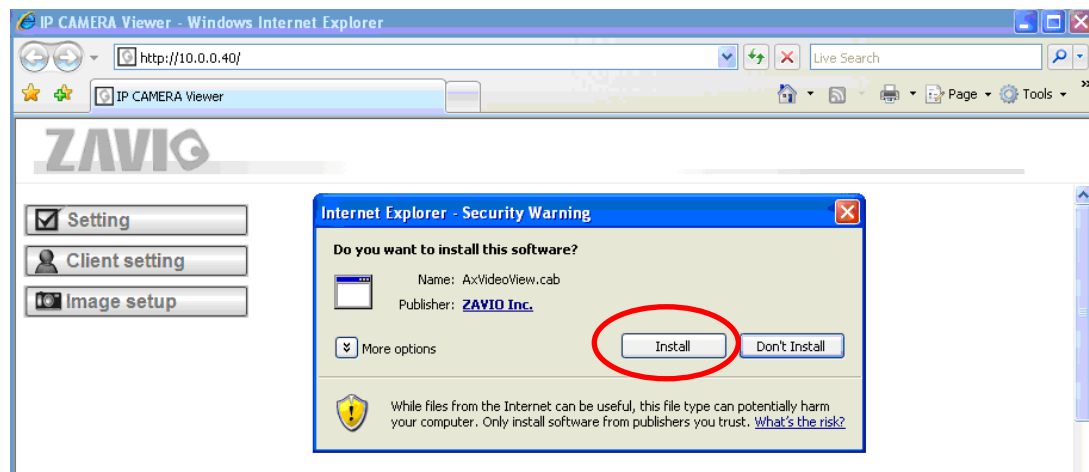 IP CAMERA Viewer - Windows Internet Explorer
http://10.0.0.40/
Live Search
IP CAMERA Viewer
Page
Tools
»
ZAVIO
Setting
Client setting
Image setup
Internet Explorer - Security Warning
Do you want to install this software?
Name: AxVideoView.cab
Publisher: ZAVIO Inc.
More options
Install
Don't Install
While files from the Internet can be useful, this file type can potentially harm
your computer. Only install software from publishers you trust. What's the risk?